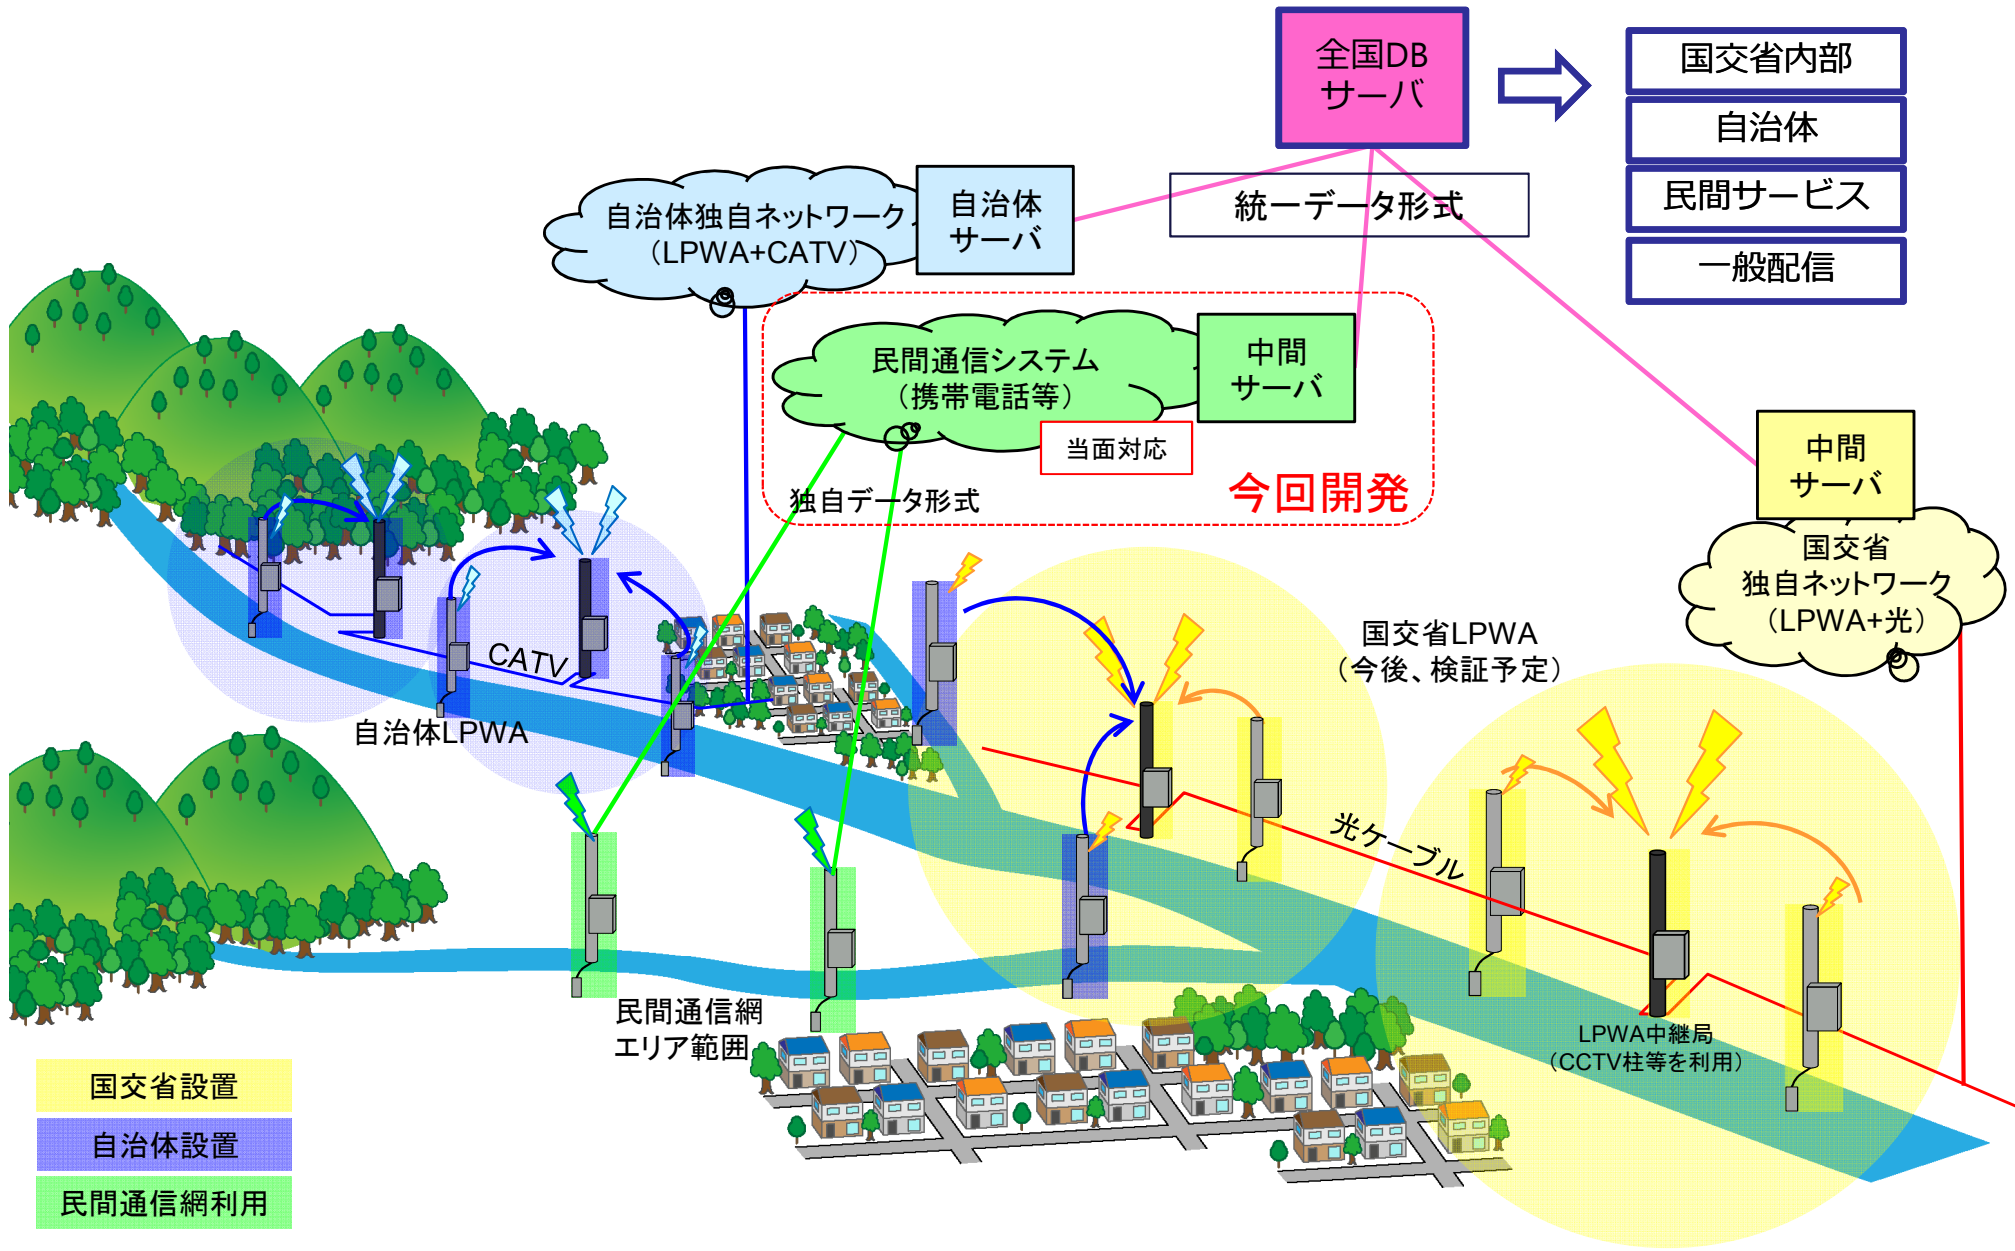 全国DB
サーバ
国交省内部
自治体
民間サービス
一般配信
統一データ形式
自治体独自ネットワーク
(LPWA+CATV)
自治体
サーバ
民間通信システム
(携帯電話等)
中間
サーバ
当面対応
今回開発
独自データ形式
中間
サーバ
国交省
独自ネットワーク
(LPWA+光)
国交省LPWA
(今後、検証予定)
CATV
自治体LPWA
光ケーブル
民間通信網
エリア範囲
LPWA中継局
(CCTV柱等を利用)
国交省設置
自治体設置
民間通信網利用